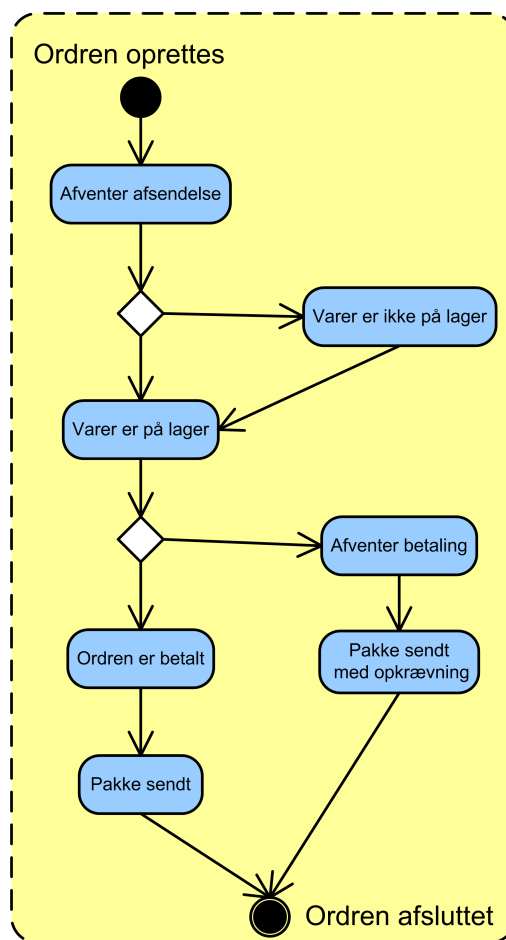 Ordren oprettes
Afventer afsendelse
Varer er ikke på lager
Varer er på lager
Afventer betaling
Ordren er betalt
Pakke sendt
med opkrævning
Pakke sendt
Ordren afsluttet